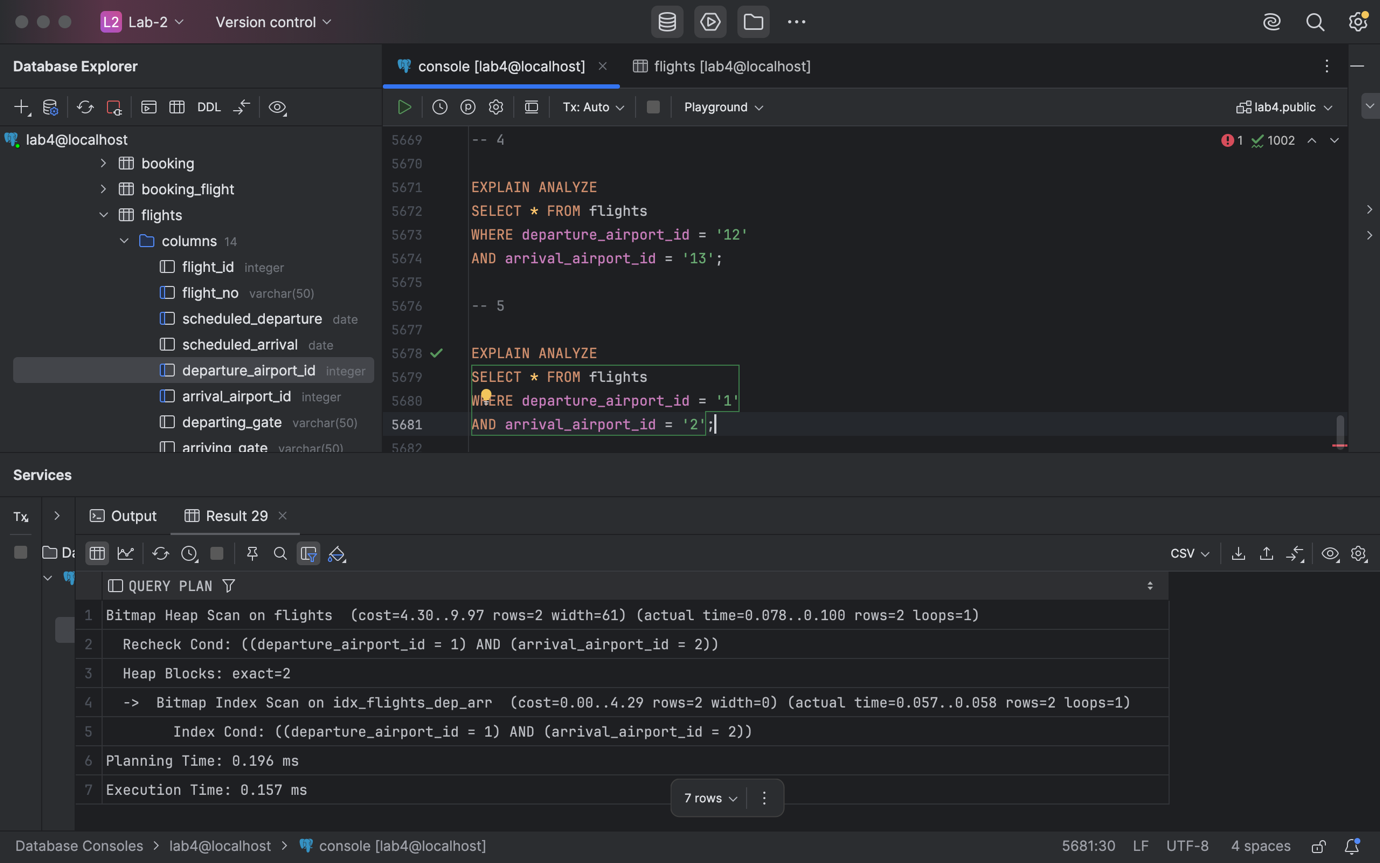 L2 Lab-2 Version control
Database Explorer
console [lab4@localhost] flights [lab4@localhost]
DDL
Tx: Auto Playground lab4.public
lab4@localhost
booking
booking_flight
flights
columns 14
flight_id integer
flight_no varchar(50)
scheduled_departure date
scheduled_arrival date
departure_airport_id integer
arrival_airport_id integer
departing_gate varchar(50)
arriving_gate varchar(50)
5669 -- 4
1 1002
5670
5671 EXPLAIN ANALYZE
5672 SELECT * FROM flights
5673 WHERE departure_airport_id = '12'
5674 AND arrival_airport_id = '13';
5675
5676 -- 5
5677
5678 EXPLAIN ANALYZE
5679 SELECT * FROM flights
5680 WHERE departure_airport_id = '1'
5681 AND arrival_airport_id = '2';
5682
Services
Tx
Output Result 29
Da
CSV
QUERY PLAN
1 Bitmap Heap Scan on flights (cost=4.30..9.97 rows=2 width=61) (actual time=0.078..0.100 rows=2 loops=1)
2 Recheck Cond: ((departure_airport_id = 1) AND (arrival_airport_id = 2))
3 Heap Blocks: exact=2
4 -> Bitmap Index Scan on idx_flights_dep_arr (cost=0.00..4.29 rows=2 width=0) (actual time=0.057..0.058 rows=2 loops=1)
5 Index Cond: ((departure_airport_id = 1) AND (arrival_airport_id = 2))
6 Planning Time: 0.196 ms
7 Execution Time: 0.157 ms
7 rows
Database Consoles > lab4@localhost > console [lab4@localhost]
5681:30 LF UTF-8 4 spaces